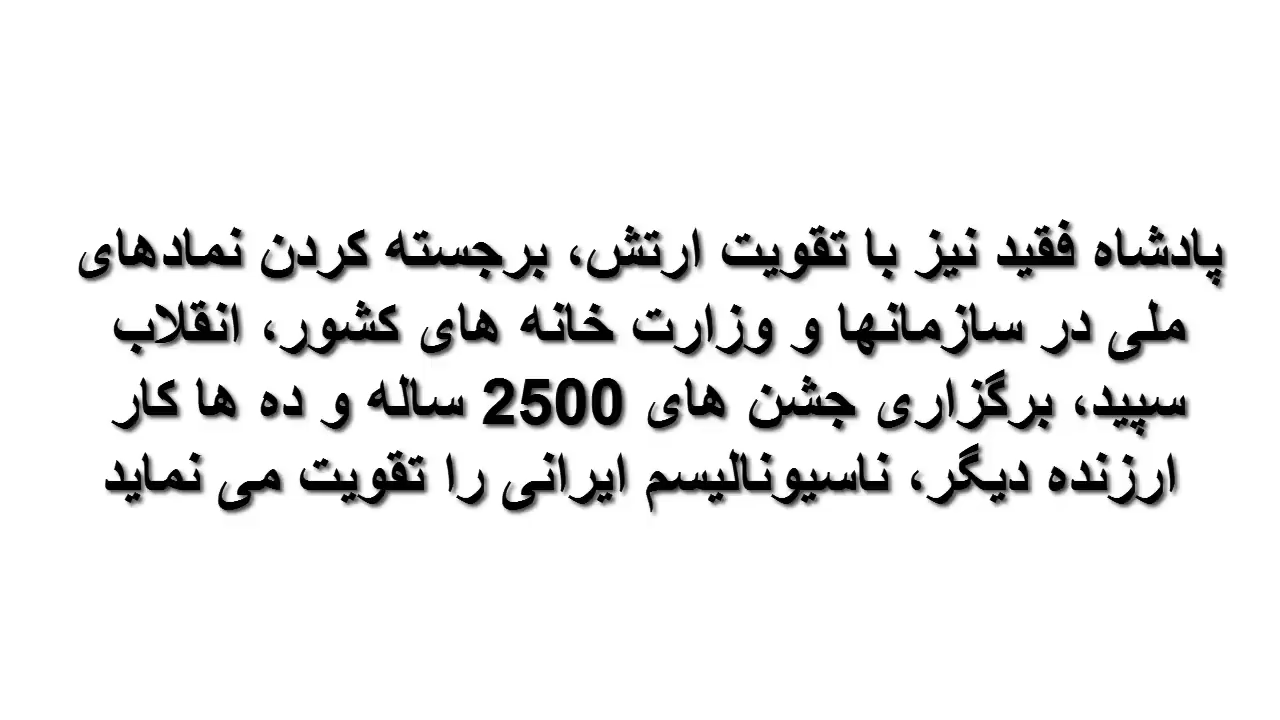 پادشاه فقید نیز با تقویت ارتش، برجسته کردن نمادهای
ملی در سازمانها و وزارت خانه های کشور، انقلاب
سپید، برگزاری جشن های 2500 ساله و ده ها کار
ارزنده دیگر، ناسیونالیسم ایرانی را تقویت می نماید